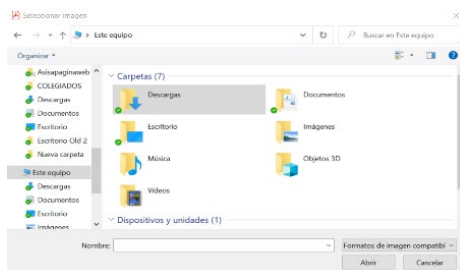 Seleccionar imagen
Este equipo
Buscar en Este equipo
Organizar
Asisapaginaweb
COLEGIADOS
Descargas
Documentos
Escritorio
Escritorio Old 2
Nueva carpeta
Este equipo
Descargas
Documentos
Escritorio
Imágenes
Carpetas (7)
Descargas
Documentos
Escritorio
Imágenes
Música
Objetos 3D
Vídeos
Dispositivos y unidades (1)
Nombre:
Formatos de imagen compatibl
Abrir
Cancelar